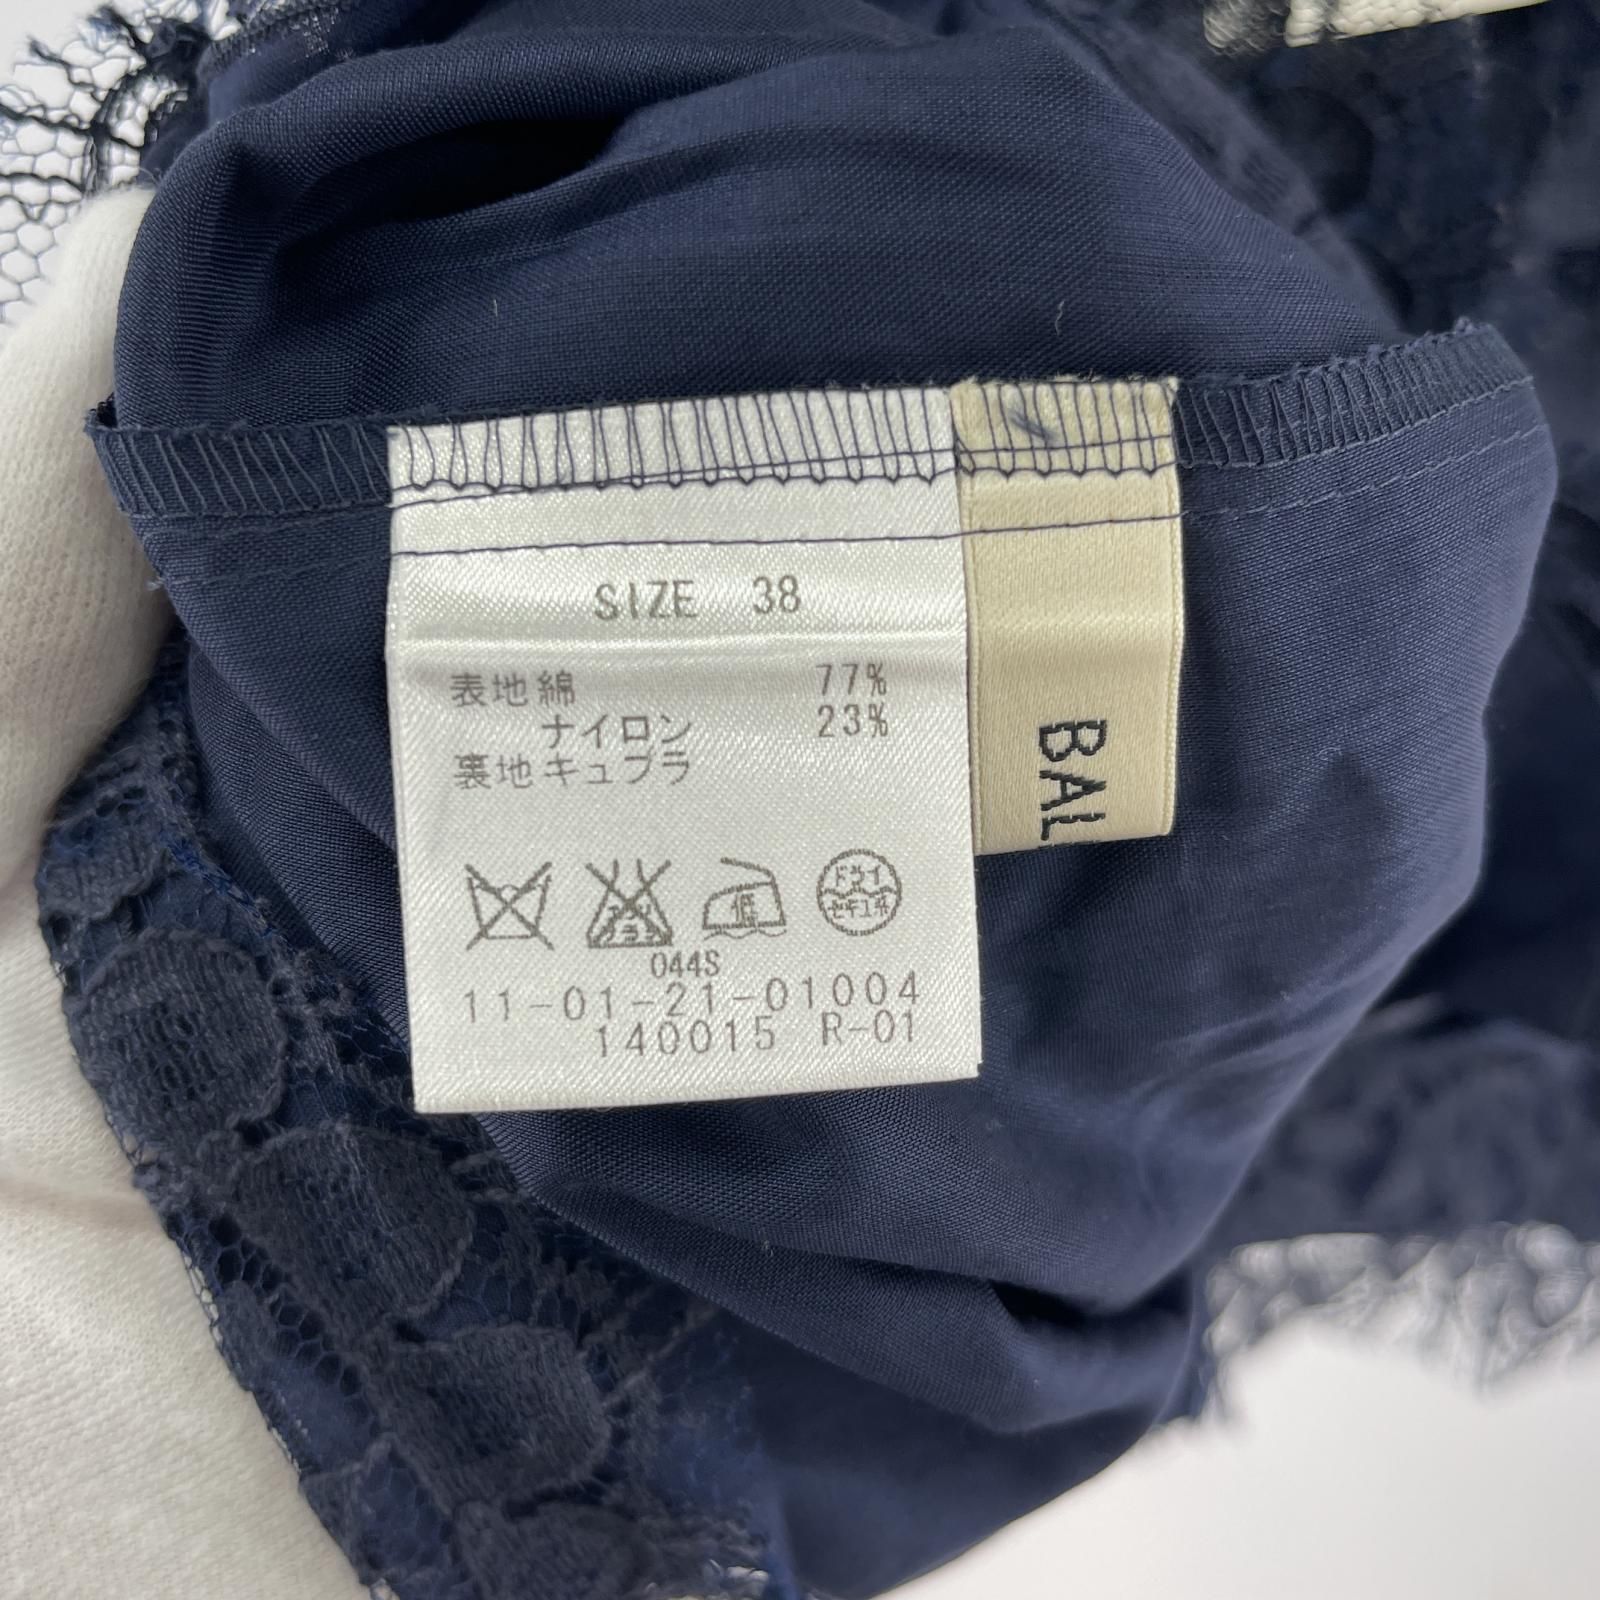 SIZE 38
表地 綿 77%
ナイロン 23%
裏地 キュプラ
低
ドライ
セキユ系
044S
11-01-21-01004
140015 R-01
BAL